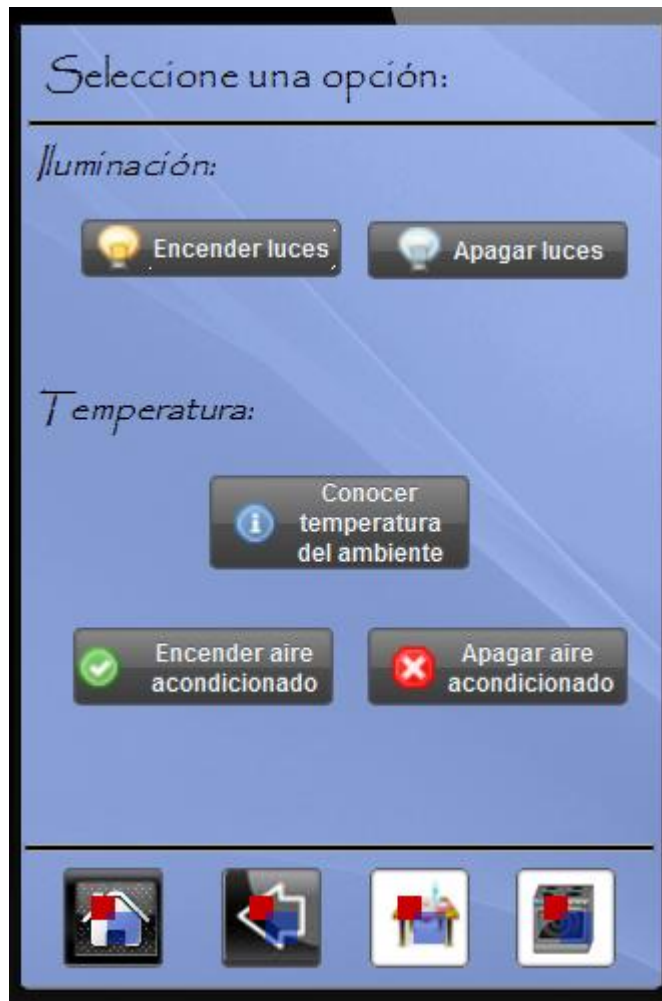 Seleccione una opción:
Iluminación:
Encender luces
Apagar luces
Temperatura:
Conocer
temperatura
del ambiente
Encender aire
acondicionado
Apagar aire
acondicionado